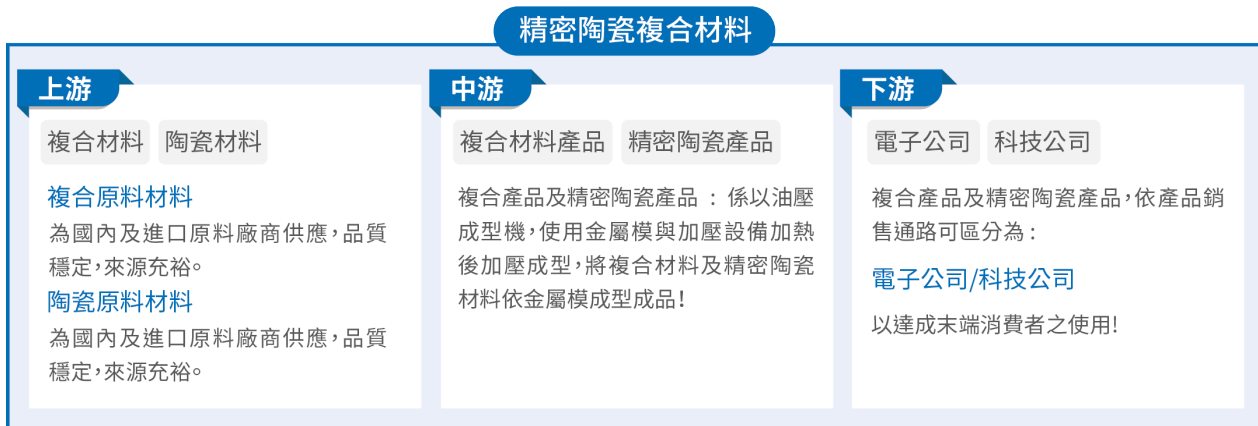 精密陶瓷複合材料
上游
複合材料 陶瓷材料
複合原料材料
為國內及進口原料廠商供應,品質
穩定,來源充裕。
陶瓷原料材料
為國內及進口原料廠商供應,品質
穩定,來源充裕。
中游
複合材料產品 精密陶瓷產品
複合產品及精密陶瓷產品 : 係以油壓
成型機,使用金屬模與加壓設備加熱
後加壓成型,將複合材料及精密陶瓷
材料依金屬模成型成品!
下游
電子公司 科技公司
複合產品及精密陶瓷產品,依產品銷
售通路可區分為 :
電子公司/科技公司
以達成末端消費者之使用!